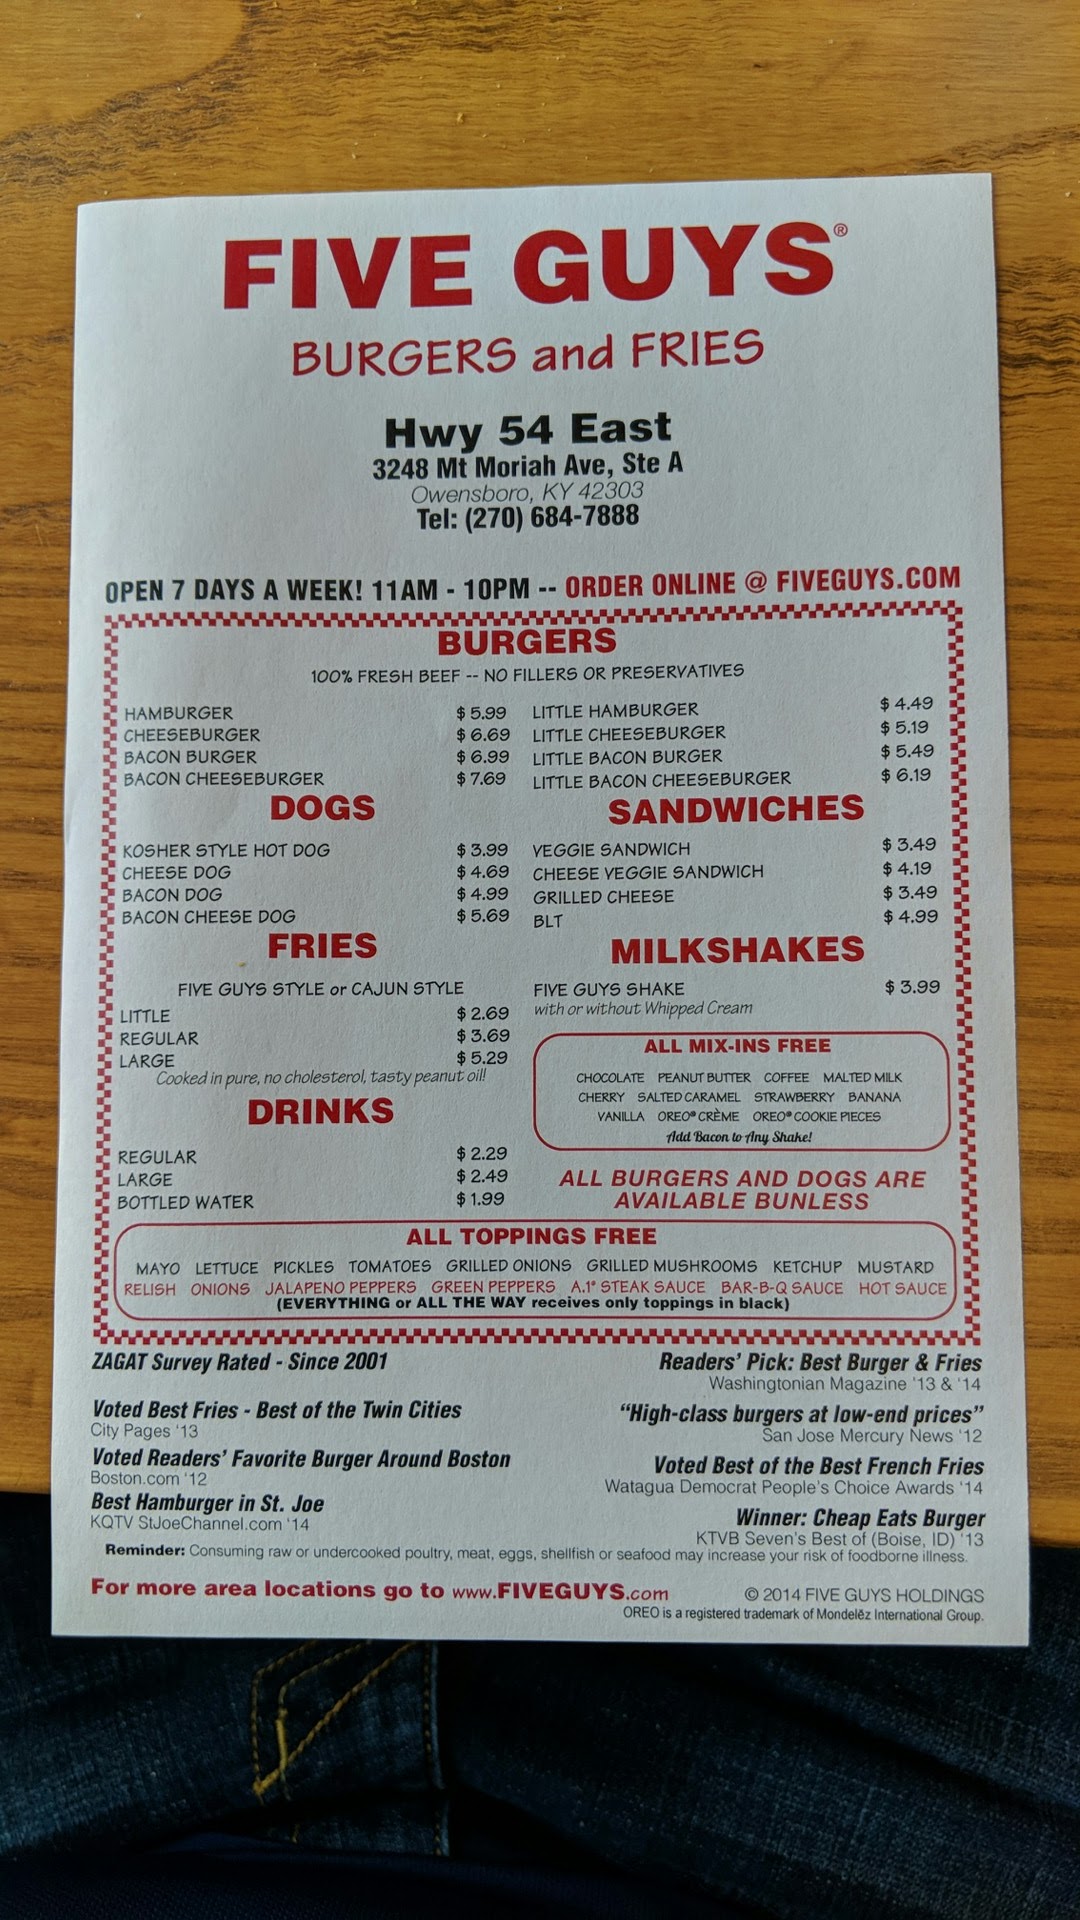 FIVE GUYS®
BURGERS and FRIES
Hwy 54 East
3248 Mt Moriah Ave, Ste A
Owensboro, KY 42303
Tel: (270) 684-7888
OPEN 7 DAYS A WEEK! 11AM - 10PM -- ORDER ONLINE @ FIVEGUYS.COM
BURGERS
100% FRESH BEEF -- NO FILLERS OR PRESERVATIVES
HAMBURGER $ 5.99
CHEESEBURGER $ 6.69
BACON BURGER $ 6.99
BACON CHEESEBURGER $ 7.69
LITTLE HAMBURGER $ 4.49
LITTLE CHEESEBURGER $ 5.19
LITTLE BACON BURGER $ 5.49
LITTLE BACON CHEESEBURGER $ 6.19
DOGS
KOSHER STYLE HOT DOG $ 3.99
CHEESE DOG $ 4.69
BACON DOG $ 4.99
BACON CHEESE DOG $ 5.69
SANDWICHES
VEGGIE SANDWICH $ 3.49
CHEESE VEGGIE SANDWICH $ 4.19
GRILLED CHEESE $ 3.49
BLT $ 4.99
FRIES
FIVE GUYS STYLE or CAJUN STYLE
LITTLE $ 2.69
REGULAR $ 3.69
LARGE $ 5.29
Cooked in pure, no cholesterol, tasty peanut oil!
MILKSHAKES
FIVE GUYS SHAKE $ 3.99
with or without Whipped Cream
ALL MIX-INS FREE
CHOCOLATE PEANUT BUTTER COFFEE MALTED MILK
CHERRY SALTED CARAMEL STRAWBERRY BANANA
VANILLA OREO® CRÈME OREO® COOKIE PIECES
Add Bacon to Any Shake!
DRINKS
REGULAR $ 2.29
LARGE $ 2.49
BOTTLED WATER $ 1.99
ALL BURGERS AND DOGS ARE
AVAILABLE BUNLESS
ALL TOPPINGS FREE
MAYO LETTUCE PICKLES TOMATOES GRILLED ONIONS GRILLED MUSHROOMS KETCHUP MUSTARD
RELISH ONIONS JALAPENO PEPPERS GREEN PEPPERS A.1® STEAK SAUCE BAR-B-Q SAUCE HOT SAUCE
(EVERYTHING or ALL THE WAY receives only toppings in black)
ZAGAT Survey Rated - Since 2001
Voted Best Fries - Best of the Twin Cities
City Pages '13
Voted Readers' Favorite Burger Around Boston
Boston.com '12
Best Hamburger in St. Joe
KQTV StJoeChannel.com '14
Readers' Pick: Best Burger & Fries
Washingtonian Magazine '13 & '14
"High-class burgers at low-end prices"
San Jose Mercury News '12
Voted Best of the Best French Fries
Watagua Democrat People's Choice Awards '14
Winner: Cheap Eats Burger
KTVB Seven's Best of (Boise, ID) '13
Reminder: Consuming raw or undercooked poultry, meat, eggs, shellfish or seafood may increase your risk of foodborne illness.
For more area locations go to www.FIVEGUYS.com
© 2014 FIVE GUYS HOLDINGS
OREO is a registered trademark of Mondelēz International Group.